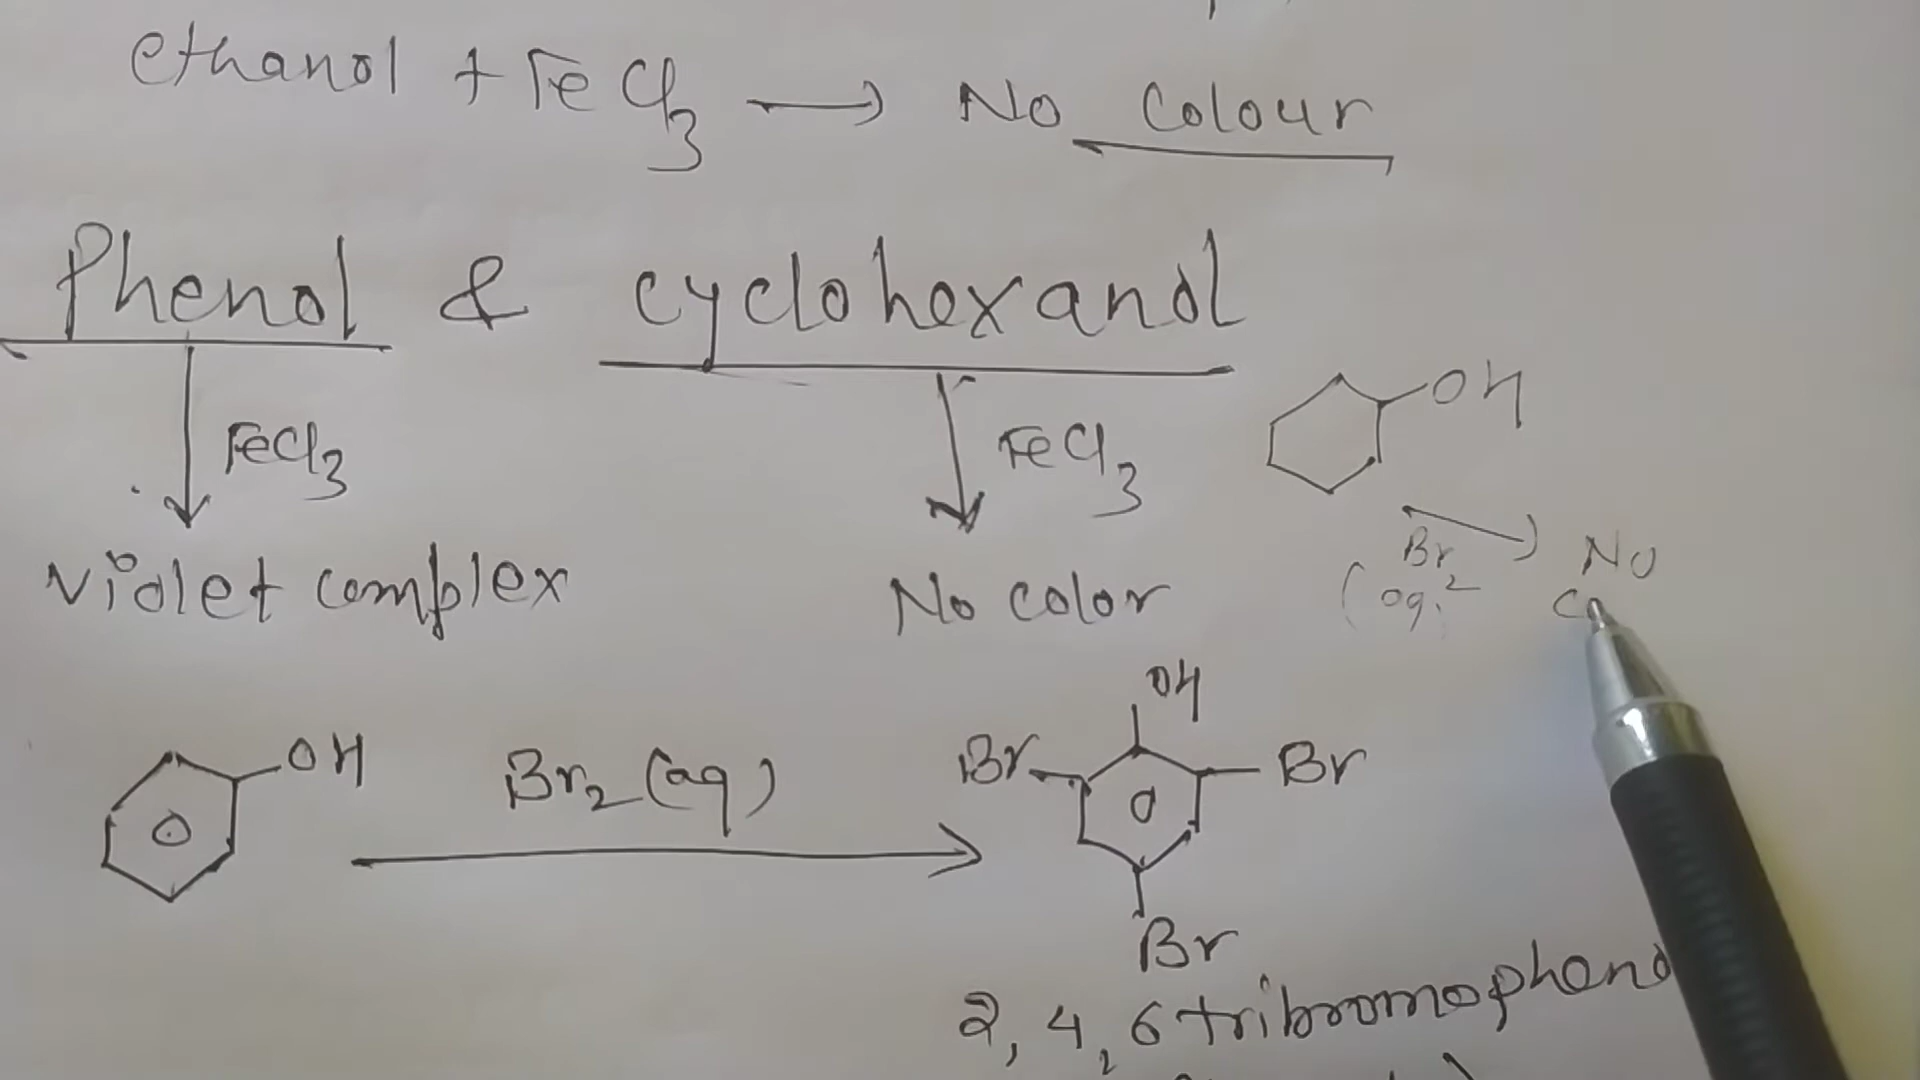 ethanol + FeCl3 → No Colour
Phenol & cyclohexanol
FeCl3
FeCl3
OH
Violet complex
No color
Br2
(aq.
No
OH
Br2 (aq)
OH
Br
Br
Br
2, 4, 6 tribromopheno